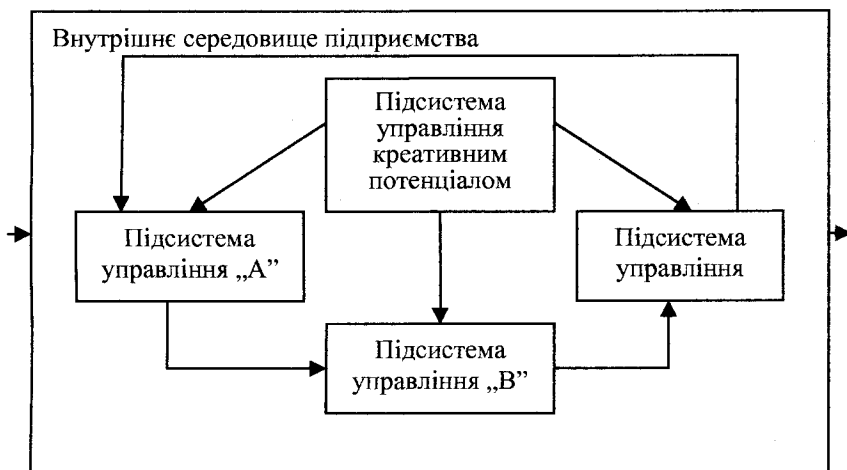 Внутрішнє середовище підприємства
Підсистема
управління
креативним
потенціалом
Підсистема
управління „А”
Підсистема
управління
Підсистема
управління „В”